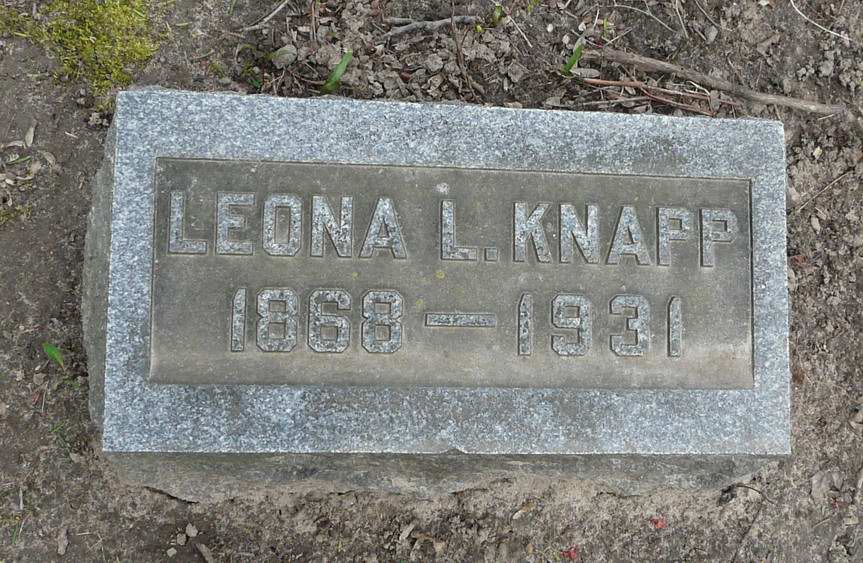 LEONA L. KNAPP
1868 — 1931